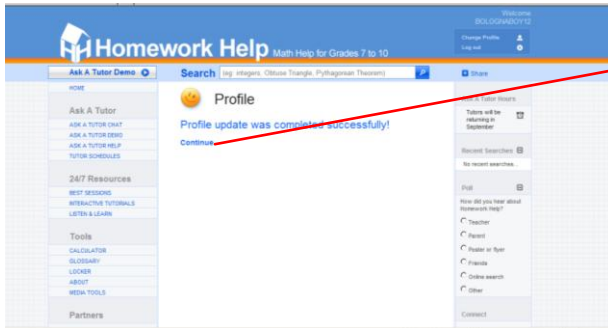 Welcome
BOLOGNABOY12
Change Profile
Log out
Homework Help Math Help for Grades 7 to 10
Ask A Tutor Demo
Search (eg: integers, Obtuse Triangle, Pythagorean Theorem)
Share
HOME
Ask A Tutor
ASK A TUTOR CHAT
ASK A TUTOR DEMO
ASK A TUTOR HELP
TUTOR SCHEDULES
24/7 Resources
BEST SESSIONS
INTERACTIVE TUTORIALS
LISTEN & LEARN
Tools
CALCULATOR
GLOSSARY
LOCKER
ABOUT
MEDIA TOOLS
Partners
Profile
Profile update was completed successfully!
Continue
Ask A Tutor Hours
Tutors will be
returning in
September
Recent Searches
No recent searches...
Poll
How did you hear about
Homework Help?
Teacher
Parent
Poster or flyer
Friends
Online search
Other
Connect